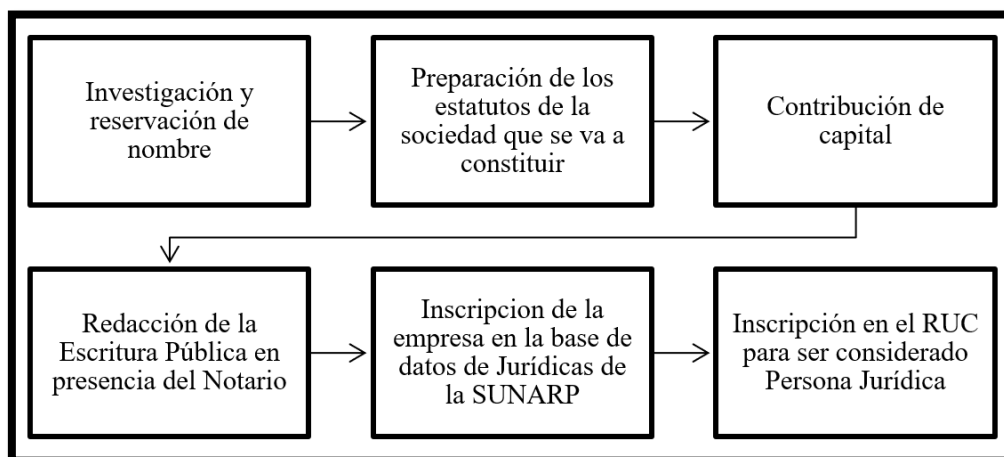 Investigación y
reservación de
nombre
Preparación de los
estatutos de la
sociedad que se va a
constituir
Contribución de
capital
Redacción de la
Escritura Pública en
presencia del Notario
Inscripcion de la
empresa en la base de
datos de Jurídicas de
la SUNARP
Inscripción en el RUC
para ser considerado
Persona Jurídica